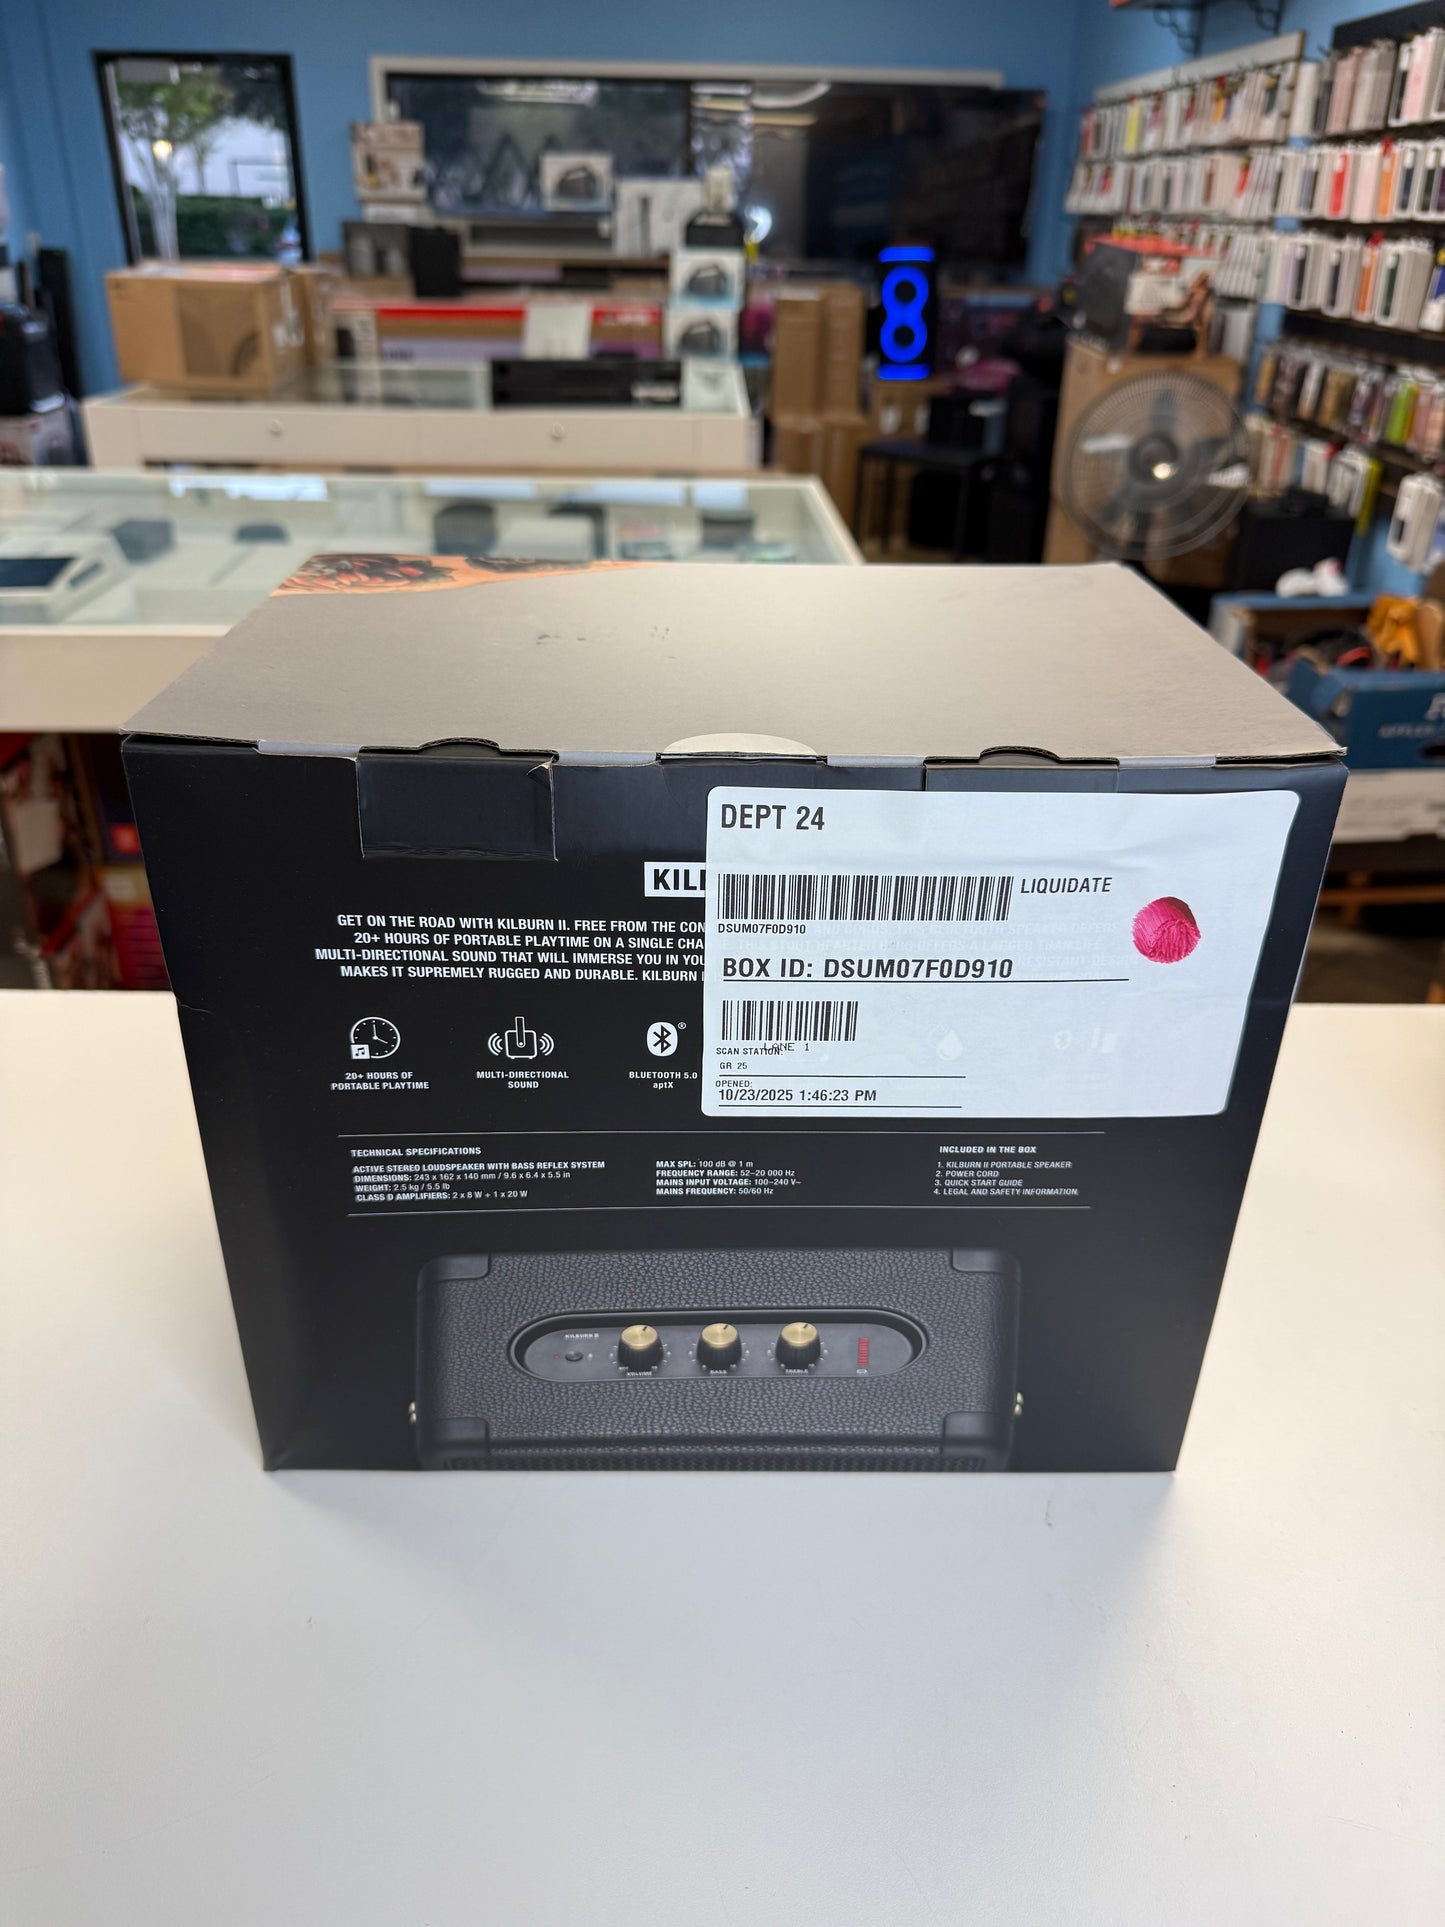 DEPT 24
LIQUIDATE
DSUM07F0D910
BOX ID: DSUM07F0D910
LANE 1
SCAN STATION:
GR 25
OPENED:
10/23/2025 1:46:23 PM
GET ON THE ROAD WITH KILBURN II. FREE FROM THE
20+ HOURS OF PORTABLE PLAYTIME ON A SINGLE
MULTI-DIRECTIONAL SOUND THAT WILL IMMERSE YOU IN
MAKES IT SUPREMELY RUGGED AND DURABLE. KILBURN
20+ HOURS OF
PORTABLE PLAYTIME
MULTI-DIRECTIONAL
SOUND
BLUETOOTH 5.0
aptX
TECHNICAL SPECIFICATIONS
ACTIVE STEREO LOUDSPEAKER WITH BASS REFLEX SYSTEM
DIMENSIONS: 243 x 162 x 140 mm / 9.6 x 6.4 x 5.5 in
WEIGHT: 2.5 kg / 5.5 lb
CLASS D AMPLIFIERS: 2 x 8 W + 1 x 20 W
MAX SPL: 100 dB @ 1 m
FREQUENCY RANGE: 52–20 000 Hz
MAINS INPUT VOLTAGE: 100–240 V~
MAINS FREQUENCY: 50/60 Hz
INCLUDED IN THE BOX
1. KILBURN II PORTABLE SPEAKER
2. POWER CORD
3. QUICK START GUIDE
4. LEGAL AND SAFETY INFORMATION
KILBURN II
VOLUME
BASS
TREBLE